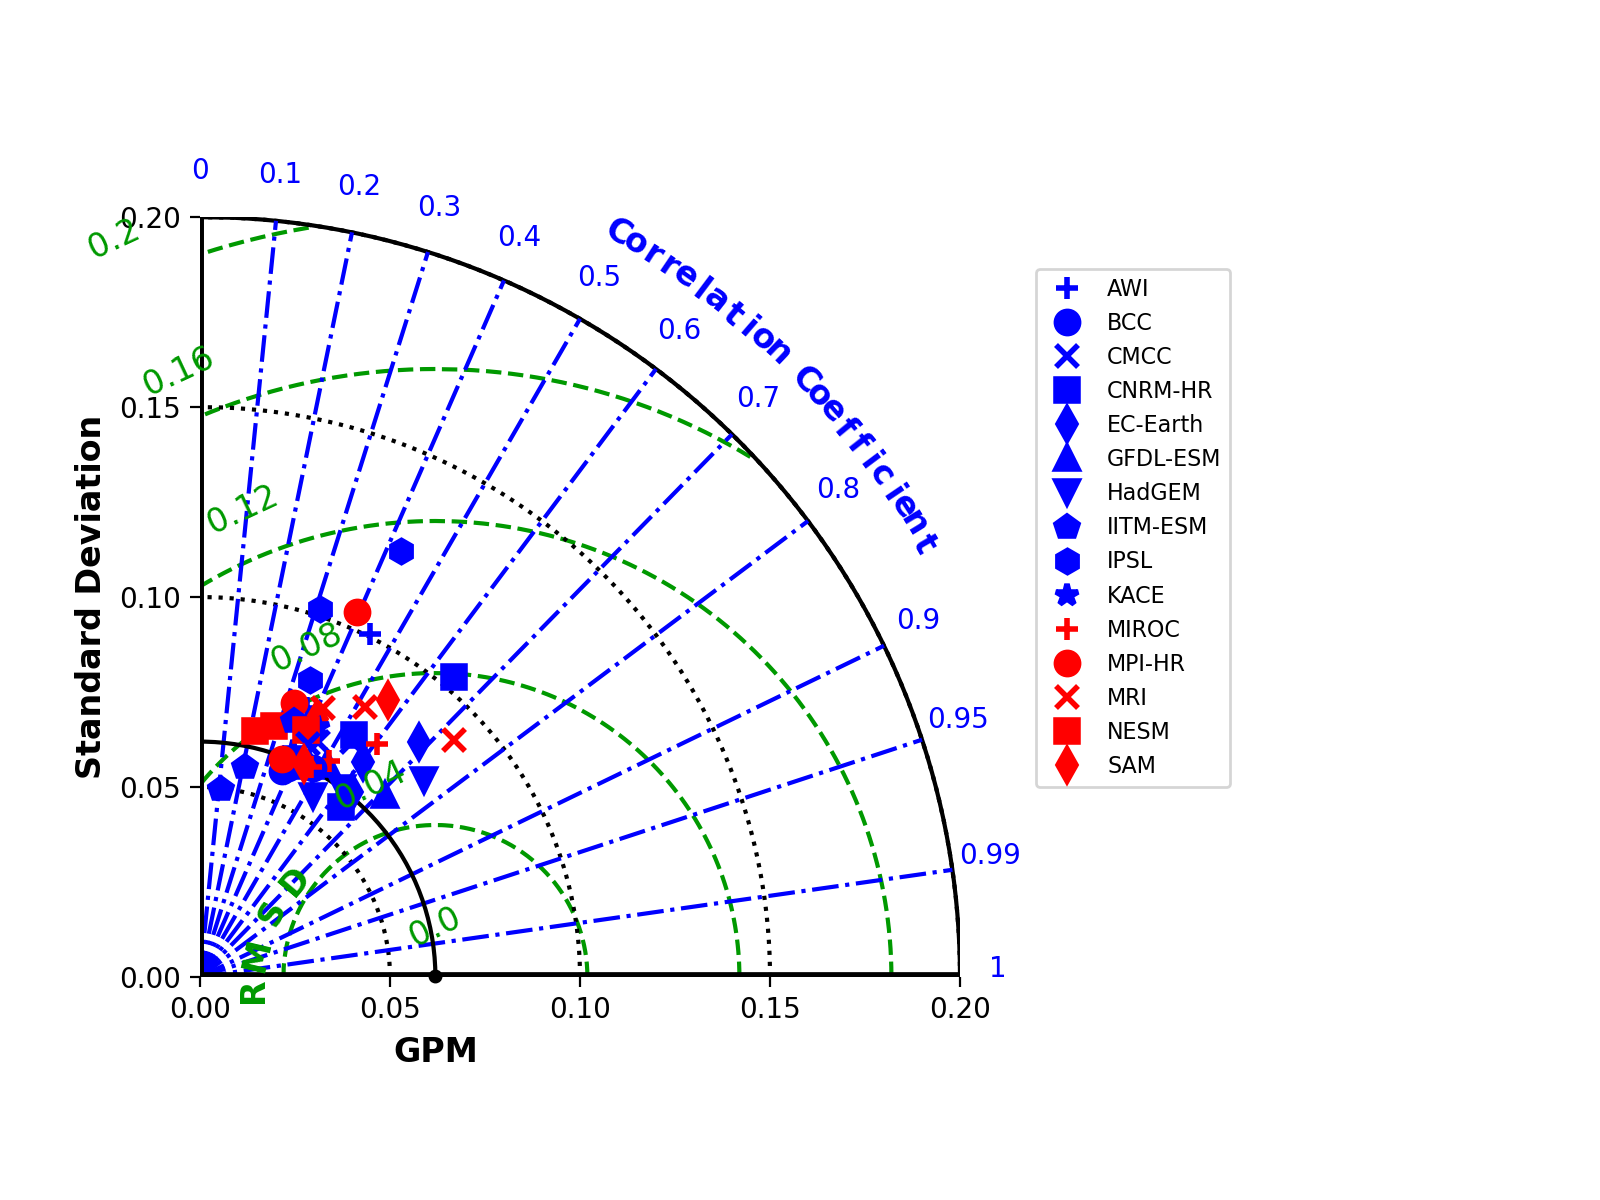 0
0.1
0.2
0.3
0.4
0.5
0.6
0.7
0.8
0.9
0.95
0.99
1
Correlation Coefficient
0.20
0.15
0.10
0.05
0.00
Standard Deviation
0.2
0.16
0.12
0.08
0.04
0.0
RMSD
0.00
0.05
0.10
0.15
0.20
GPM
AWI
BCC
CMCC
CNRM-HR
EC-Earth
GFDL-ESM
HadGEM
IITM-ESM
IPSL
KACE
MIROC
MPI-HR
MRI
NESM
SAM